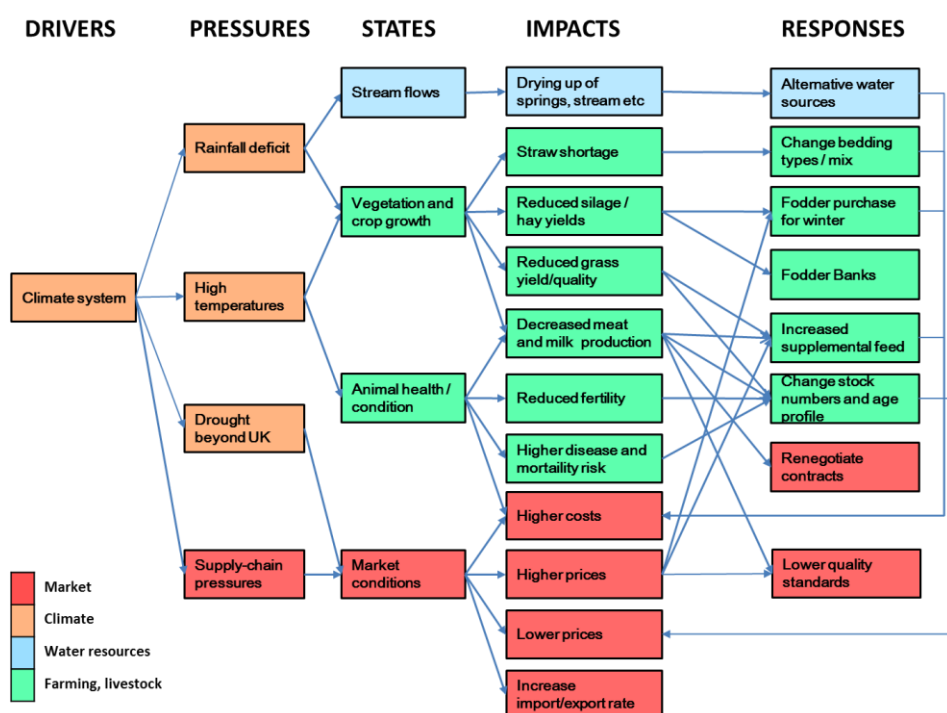 DRIVERS
PRESSURES
STATES
IMPACTS
RESPONSES
Climate system
Rainfall deficit
High
temperatures
Drought
beyond UK
Supply-chain
pressures
Stream flows
Vegetation and
crop growth
Animal health /
condition
Market
conditions
Drying up of
springs, stream etc
Straw shortage
Reduced silage /
hay yields
Reduced grass
yield/quality
Decreased meat
and milk production
Reduced fertility
Higher disease and
mortaility risk
Higher costs
Higher prices
Lower prices
Increase
import/export rate
Alternative water
sources
Change bedding
types / mix
Fodder purchase
for winter
Fodder Banks
Increased
supplemental feed
Change stock
numbers and age
profile
Renegotiate
contracts
Lower quality
standards
Market
Climate
Water resources
Farming, livestock